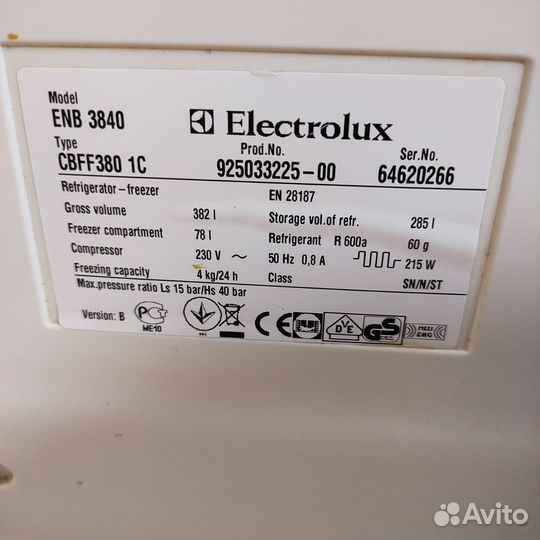 Model
ENB 3840
Electrolux
Type
CBFF380 1C
Prod.No.
925033225-00
Ser.No.
64620266
Refrigerator-freezer
EN 28187
Gross volume 382 l
Storage vol.of refr. 285 l
Freezer compartment 78 l
Refrigerant R 600a 60 g
Compressor 230 V ~ 50 Hz 0,8 A 215 W
Freezing capacity 4 kg/24 h
Class SN/N/ST
Max.pressure ratio Ls 15 bar/Hs 40 bar
Version: B
ME10
CE
DVE
GS
Avito